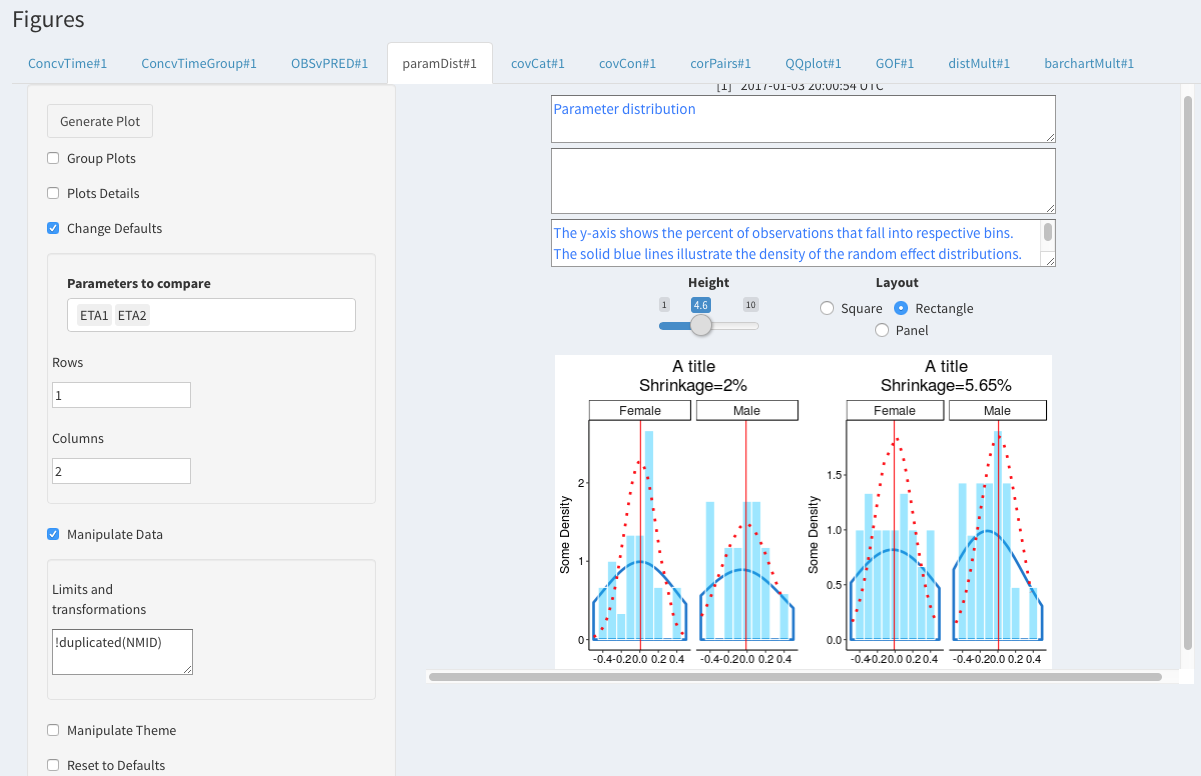 Figures
ConcvTime#1 ConcvTimeGroup#1 OBSvPRED#1 paramDist#1 covCat#1 covCon#1 corPairs#1 QQplot#1 GOF#1 distMult#1 barchartMult#1
Generate Plot
Group Plots
Plots Details
Change Defaults
Parameters to compare
ETA1 ETA2
Rows
1
Columns
2
Manipulate Data
Limits and
transformations
!duplicated(NMID)
Manipulate Theme
Reset to Defaults
[1] 2017-01-03 20:00:54 UTC
Parameter distribution
The y-axis shows the percent of observations that fall into respective bins.
The solid blue lines illustrate the density of the random effect distributions.
Height
1 4.6 10
Layout
Square Rectangle
Panel
A title
Shrinkage=2%
Female Male
Some Density
2
1
0
-0.4-0.20.0 0.2 0.4 -0.4-0.20.0 0.2 0.4
A title
Shrinkage=5.65%
Female Male
Some Density
1.5
1.0
0.5
0.0
-0.4-0.20.0 0.2 0.4 -0.4-0.20.0 0.2 0.4